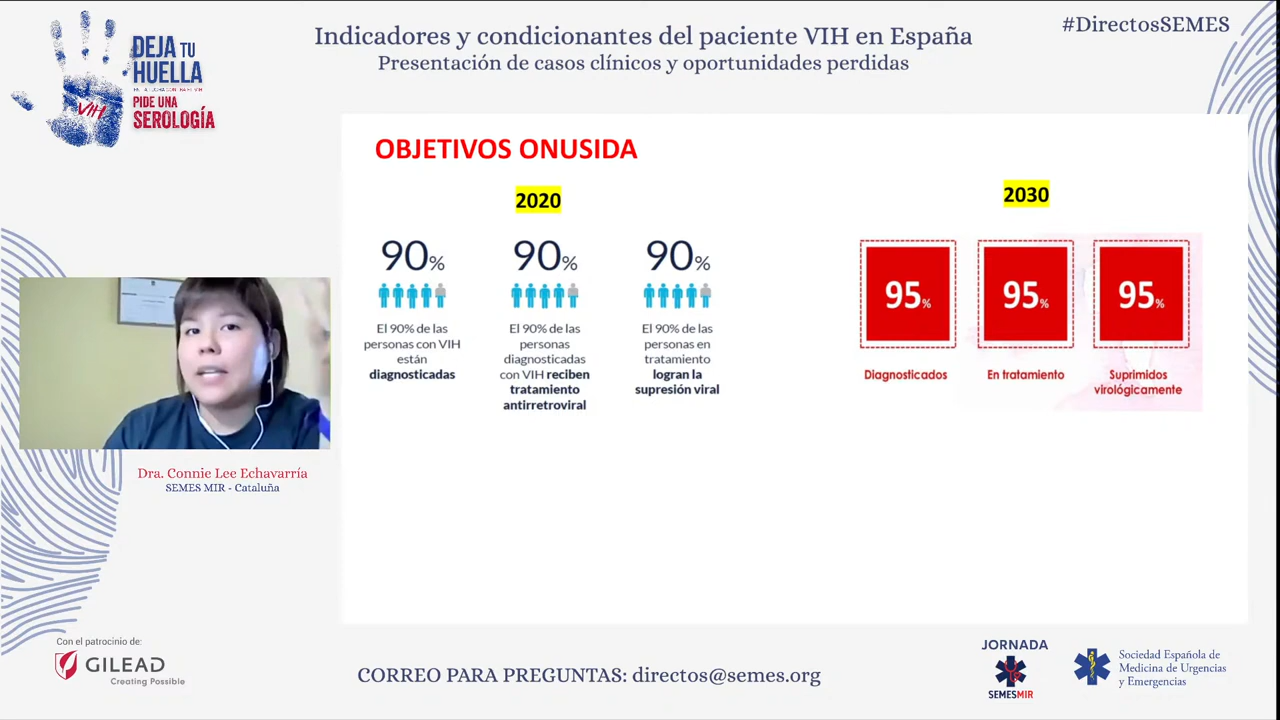 DEJA TU
HUELLA
PIDE UNA
SEROLOGÍA
VIH
Indicadores y condicionantes del paciente VIH en España
Presentación de casos clínicos y oportunidades perdidas
#DirectosSEMES
OBJETIVOS ONUSIDA
2020
90%
El 90% de las
personas con VIH
están
diagnosticadas
90%
El 90% de las
personas
diagnosticadas
con VIH reciben
tratamiento
antirretroviral
90%
El 90% de las
personas en
tratamiento
logran la
supresión viral
2030
95%
Diagnosticados
95%
En tratamiento
95%
Suprimidos
virológicamente
Dra. Connie Lee Echavarría
SEMES MIR - Cataluña
Con el patrocinio de:
GILEAD
Creating Possible
CORREO PARA PREGUNTAS: directos@semes.org
JORNADA
SEMESMIR
Sociedad Española de
Medicina de Urgencias
y Emergencias